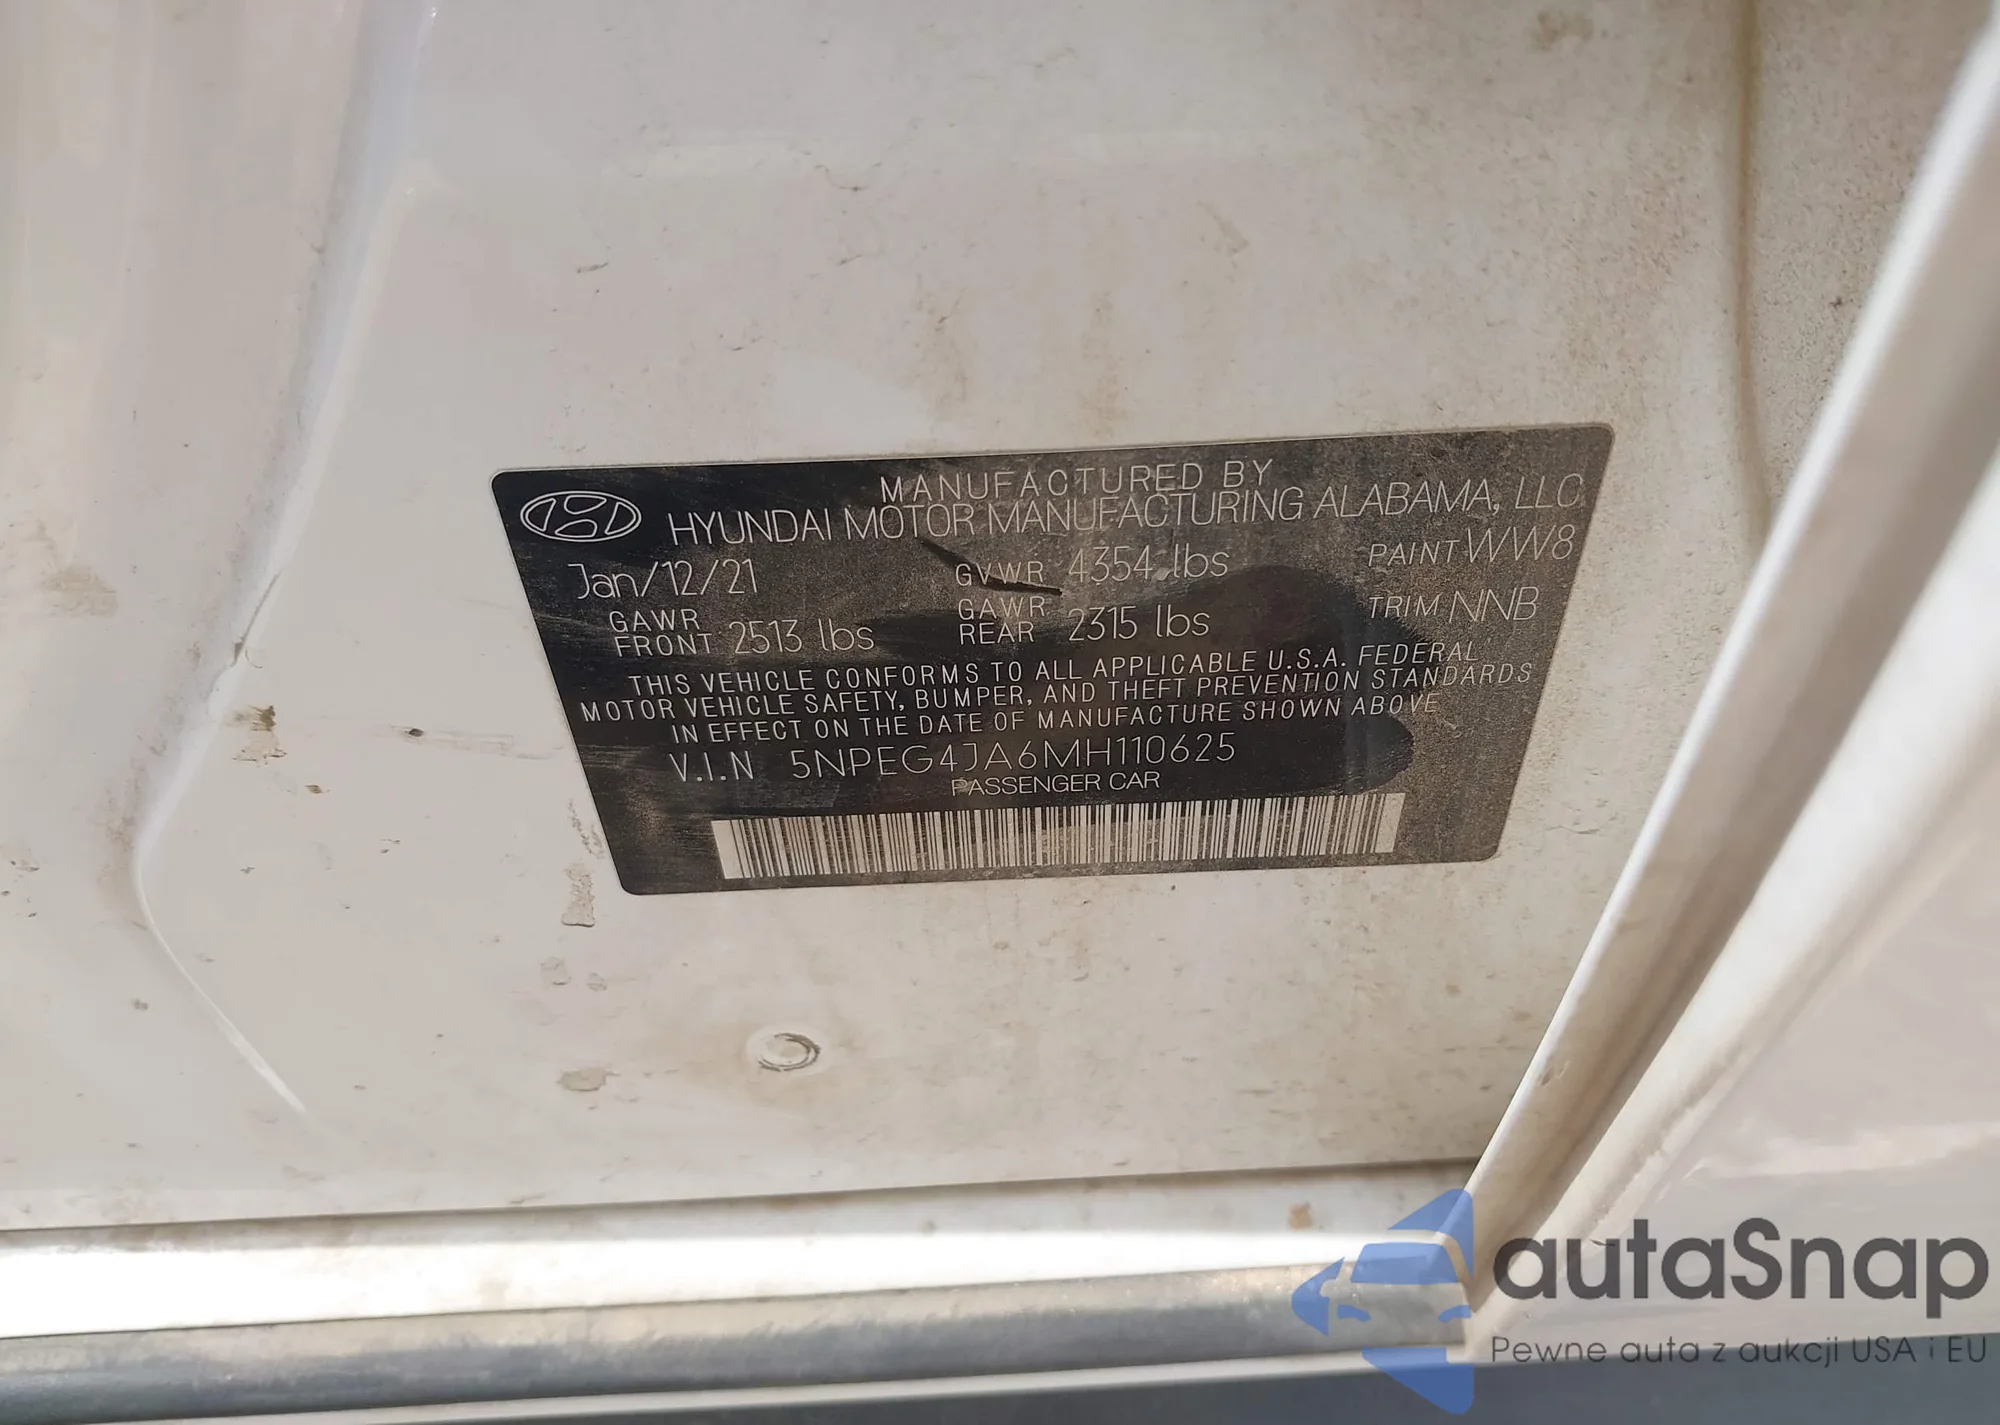 MANUFACTURED BY
HYUNDAI MOTOR MANUFACTURING ALABAMA, LLC
Jan/12/21 GVWR 4354 lbs PAINT WW8
GAWR FRONT 2513 lbs GAWR REAR 2315 lbs TRIM NNB
THIS VEHICLE CONFORMS TO ALL APPLICABLE U.S.A. FEDERAL
MOTOR VEHICLE SAFETY, BUMPER, AND THEFT PREVENTION STANDARDS
IN EFFECT ON THE DATE OF MANUFACTURE SHOWN ABOVE
V.I.N 5NPEG4JA6MH110625
PASSENGER CAR
autaSnap
Pewne auta z aukcji USA i EU